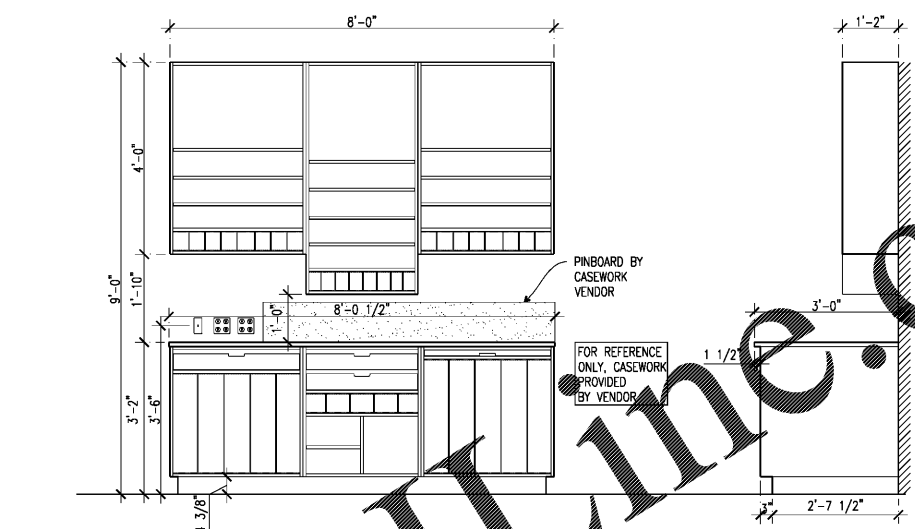 8'-0"
1'-2"
4'-0"
9'-0"
1'-10"
PINBOARD BY
CASEWORK
VENDOR
1'-0"
8'-0 1/2"
3'-0"
FOR REFERENCE
ONLY, CASEWORK
PROVIDED
BY VENDOR
1 1/2"
3'-2"
3'-6"
3/8"
3"
2'-7 1/2"